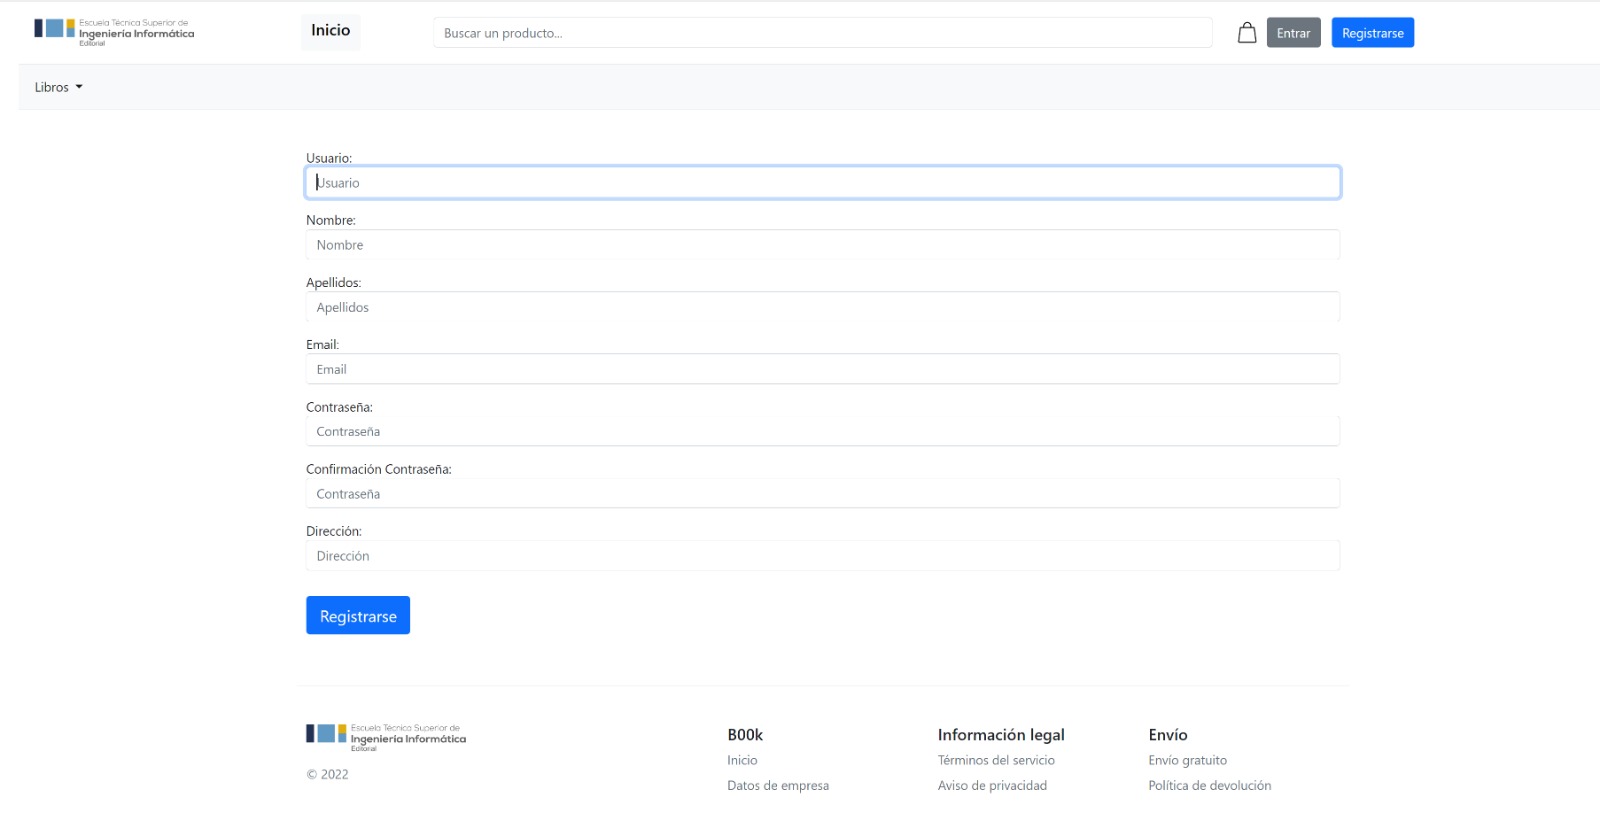 Escuela Técnica Superior de
Ingeniería Informática
Editorial
Inicio
Buscar un producto...
Entrar
Registrarse
Libros
Usuario:
Usuario
Nombre:
Nombre
Apellidos:
Apellidos
Email:
Email
Contraseña:
Contraseña
Confirmación Contraseña:
Contraseña
Dirección:
Dirección
Registrarse
Escuela Técnica Superior de
Ingeniería Informática
Editorial
© 2022
B00k
Inicio
Datos de empresa
Información legal
Términos del servicio
Aviso de privacidad
Envío
Envío gratuito
Política de devolución